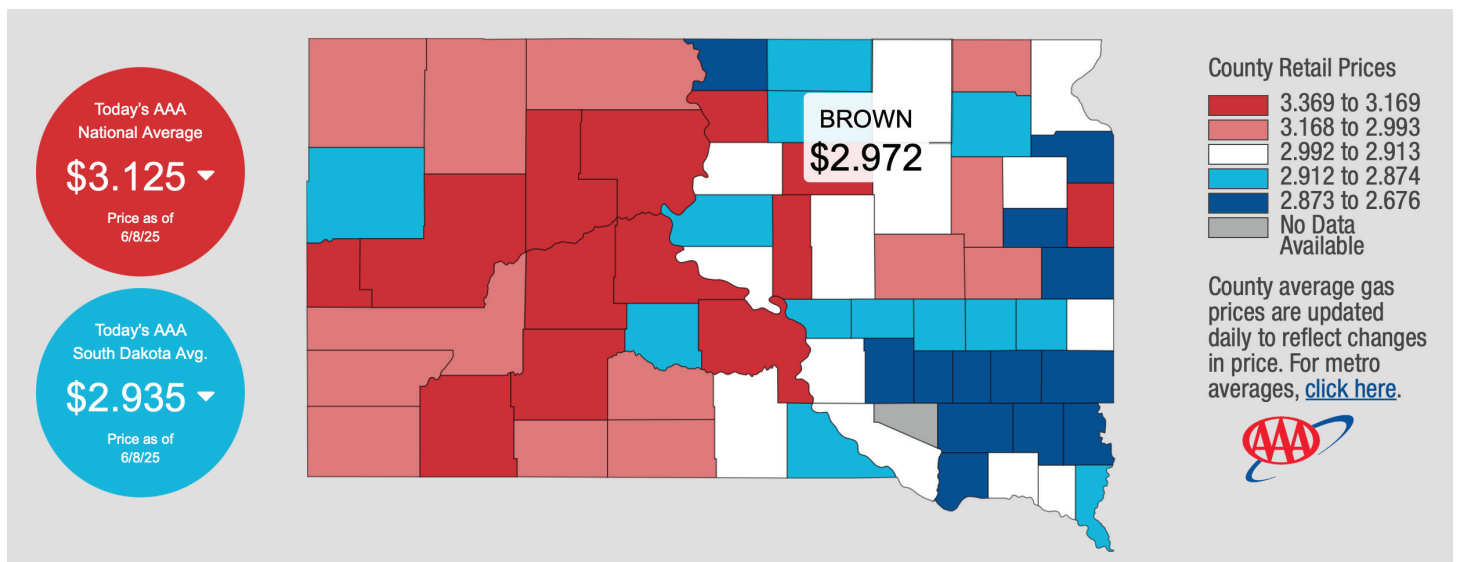 Today's AAA
National Average
$3.125
Price as of
6/8/25
Today's AAA
South Dakota Avg.
$2.935
Price as of
6/8/25
BROWN
$2.972
County Retail Prices
3.369 to 3.169
3.168 to 2.993
2.992 to 2.913
2.912 to 2.874
2.873 to 2.676
No Data
Available
County average gas
prices are updated
daily to reflect changes
in price. For metro
averages, click here.
AAA